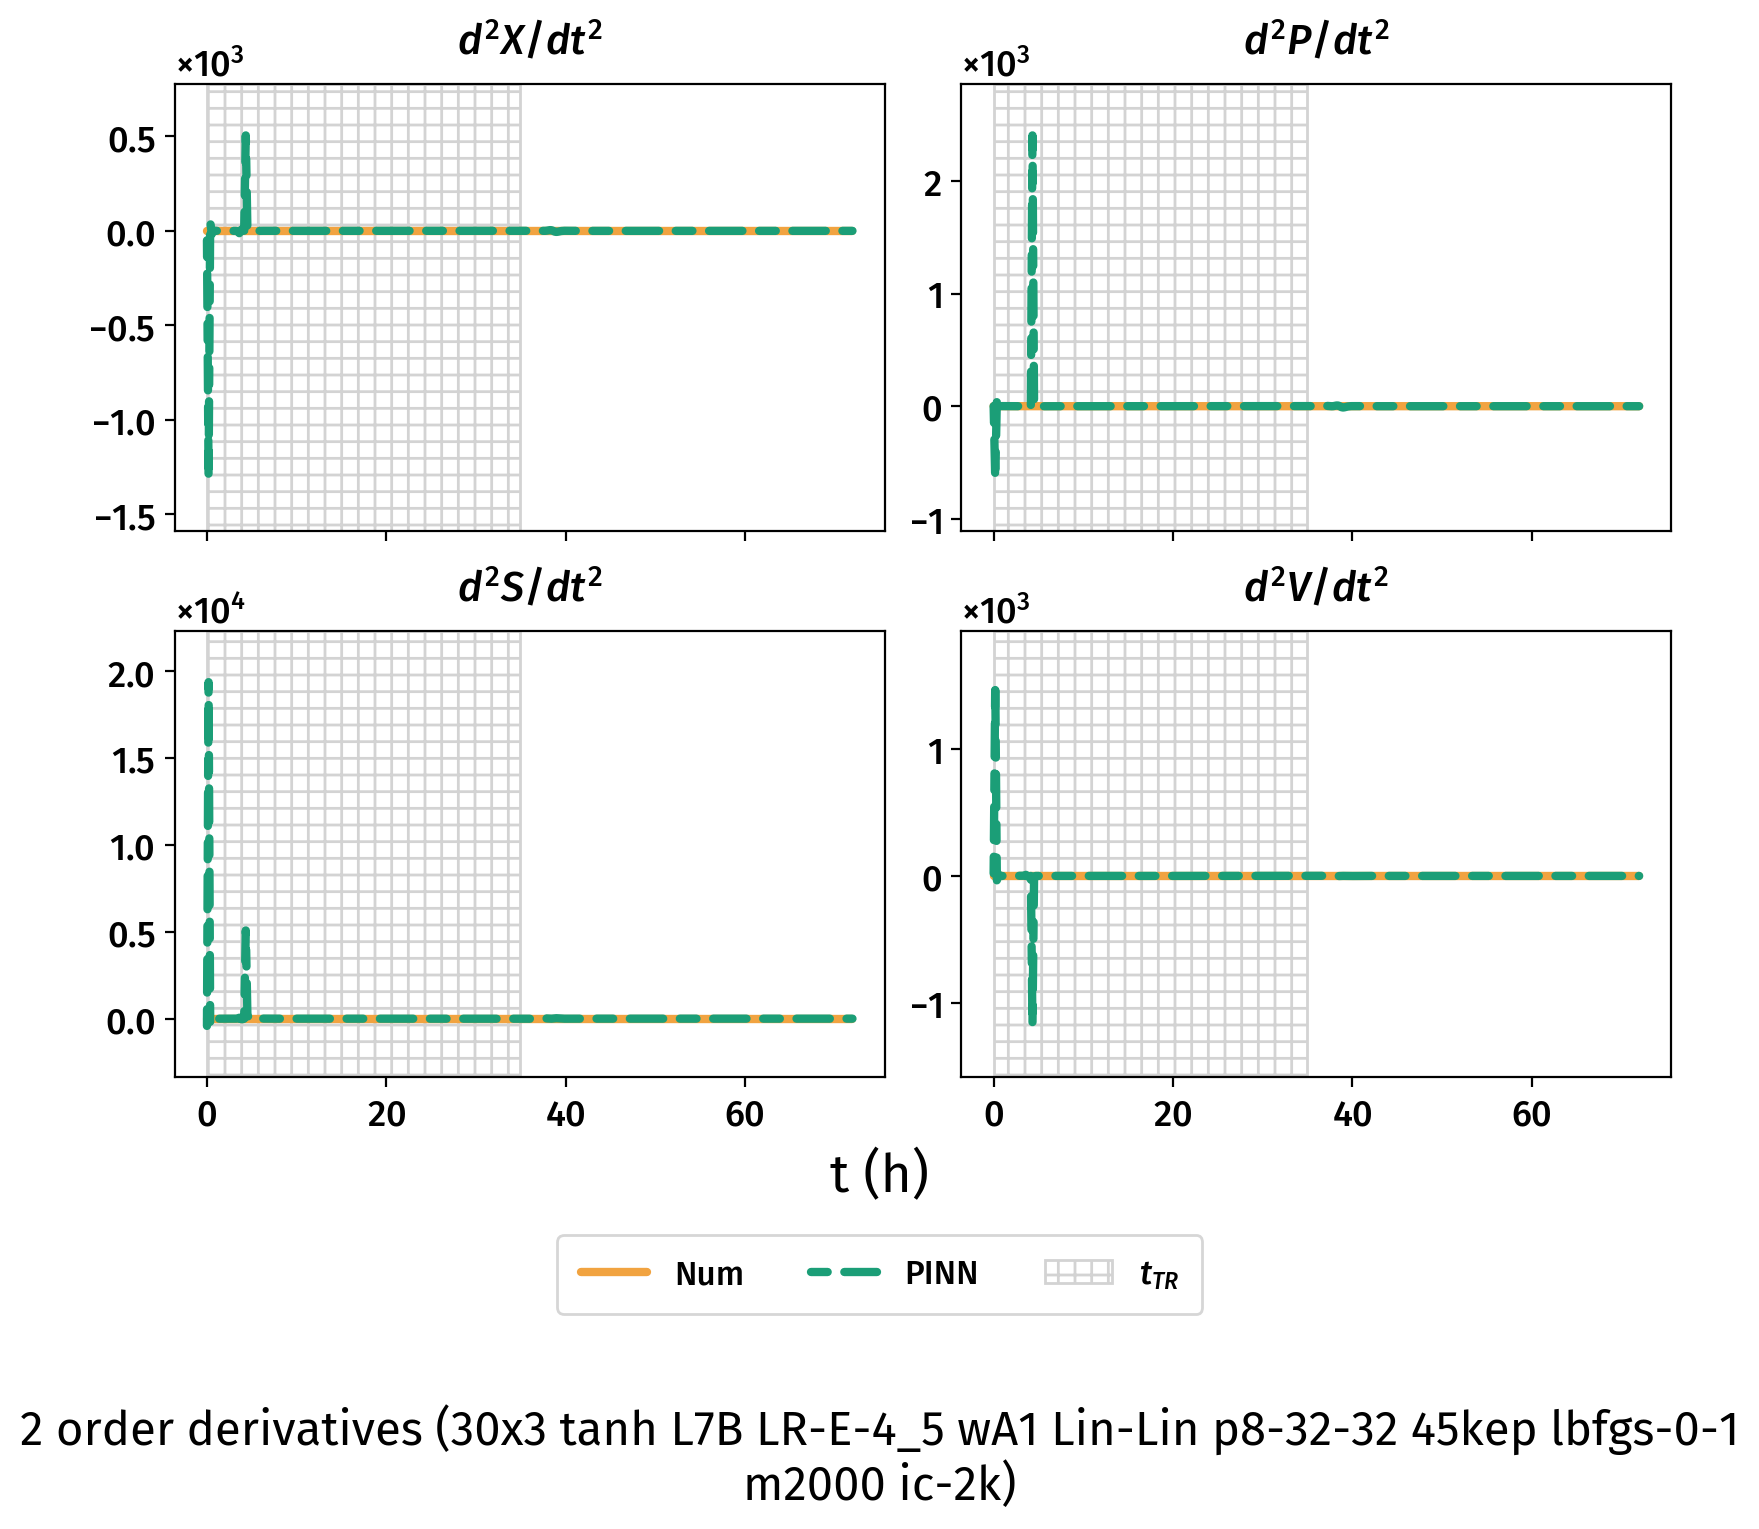 d²X/dt²
×10³
0.5
0.0
−0.5
−1.0
−1.5
d²P/dt²
×10³
2
1
0
−1
d²S/dt²
×10⁴
2.0
1.5
1.0
0.5
0.0
0 20 40 60
d²V/dt²
×10³
1
0
−1
0 20 40 60
t (h)
Num PINN t_TR
2 order derivatives (30x3 tanh L7B LR-E-4_5 wA1 Lin-Lin p8-32-32 45kep lbfgs-0-1
m2000 ic-2k)